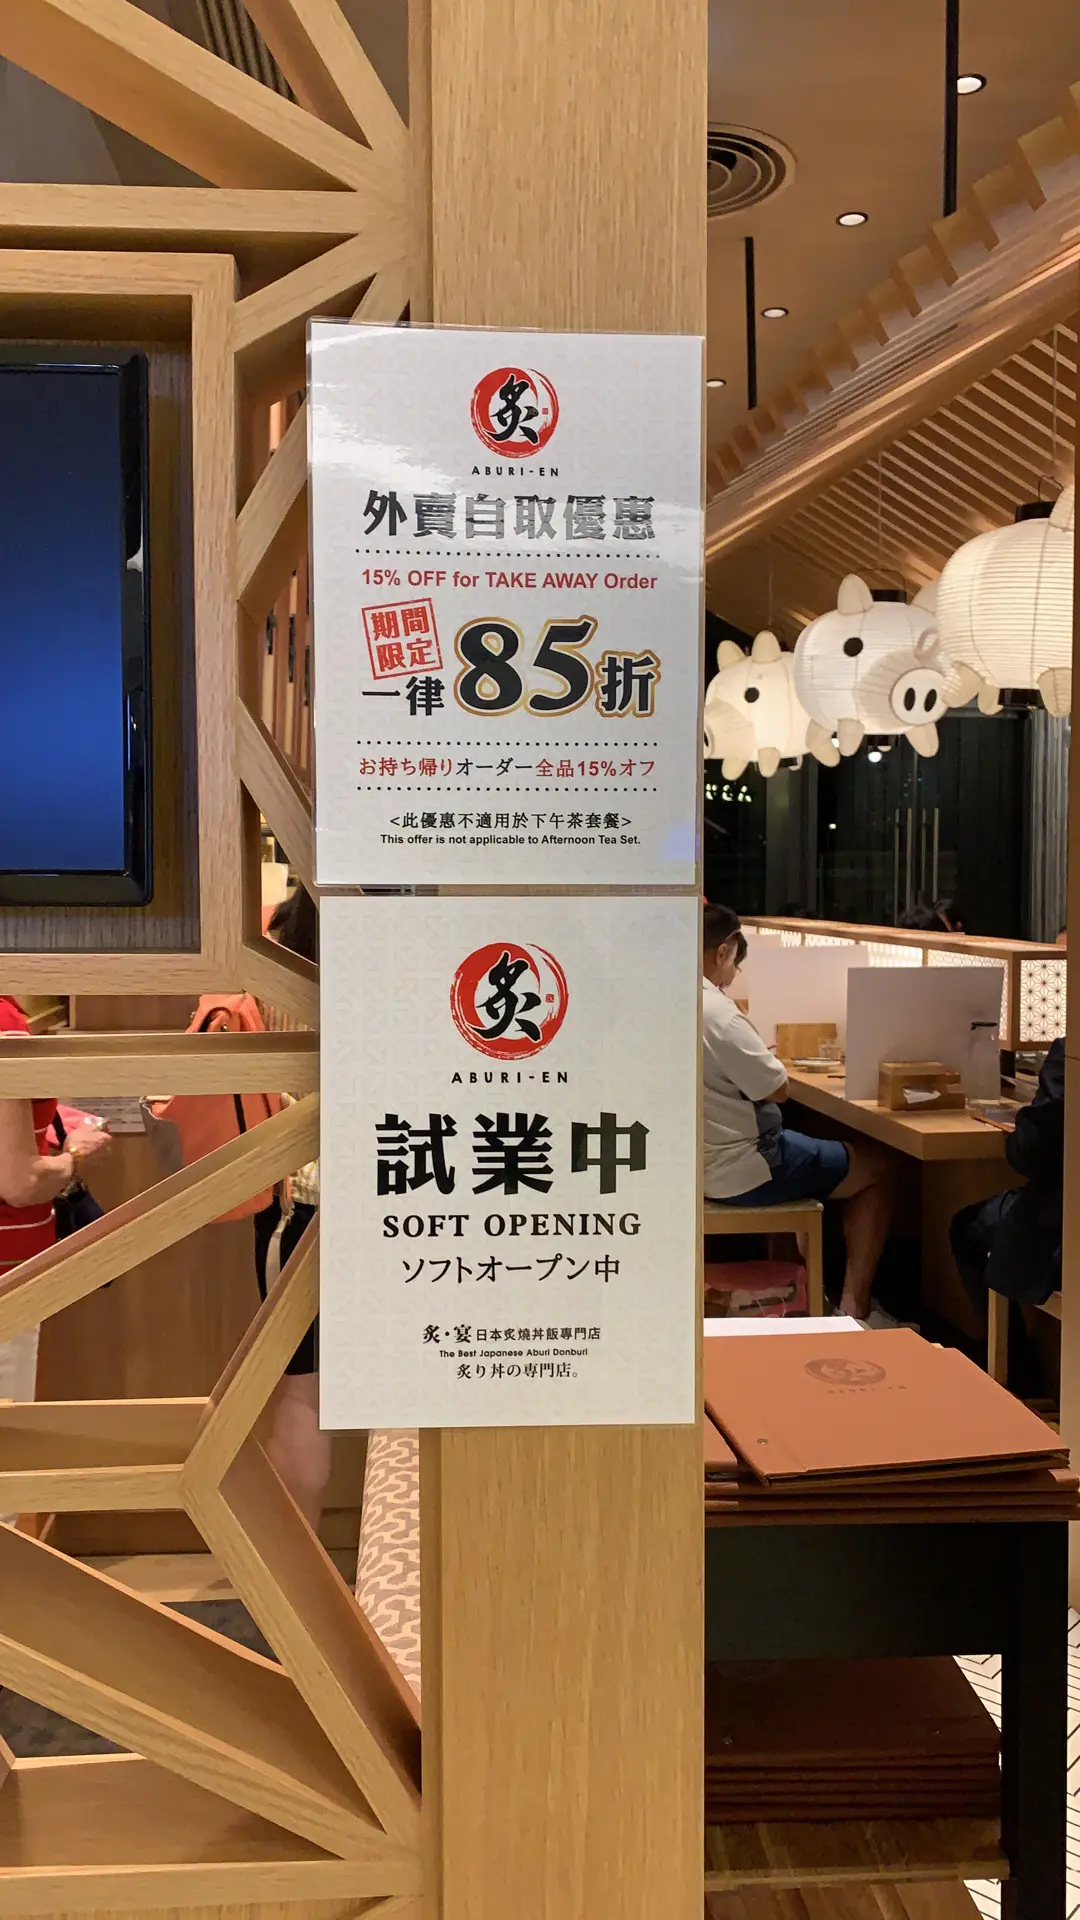 炙
ABURI-EN
外賣自取優惠
15% OFF for TAKE AWAY Order
期間
限定
一律85折
お持ち帰りオーダー全品15%オフ
<此優惠不適用於下午茶套餐>
This offer is not applicable to Afternoon Tea Set.
炙
ABURI-EN
試業中
SOFT OPENING
ソフトオープン中
炙・宴日本炙燒丼飯專門店
The Best Japanese Aburi Donburi
炙り丼の専門店。
ABURI-EN